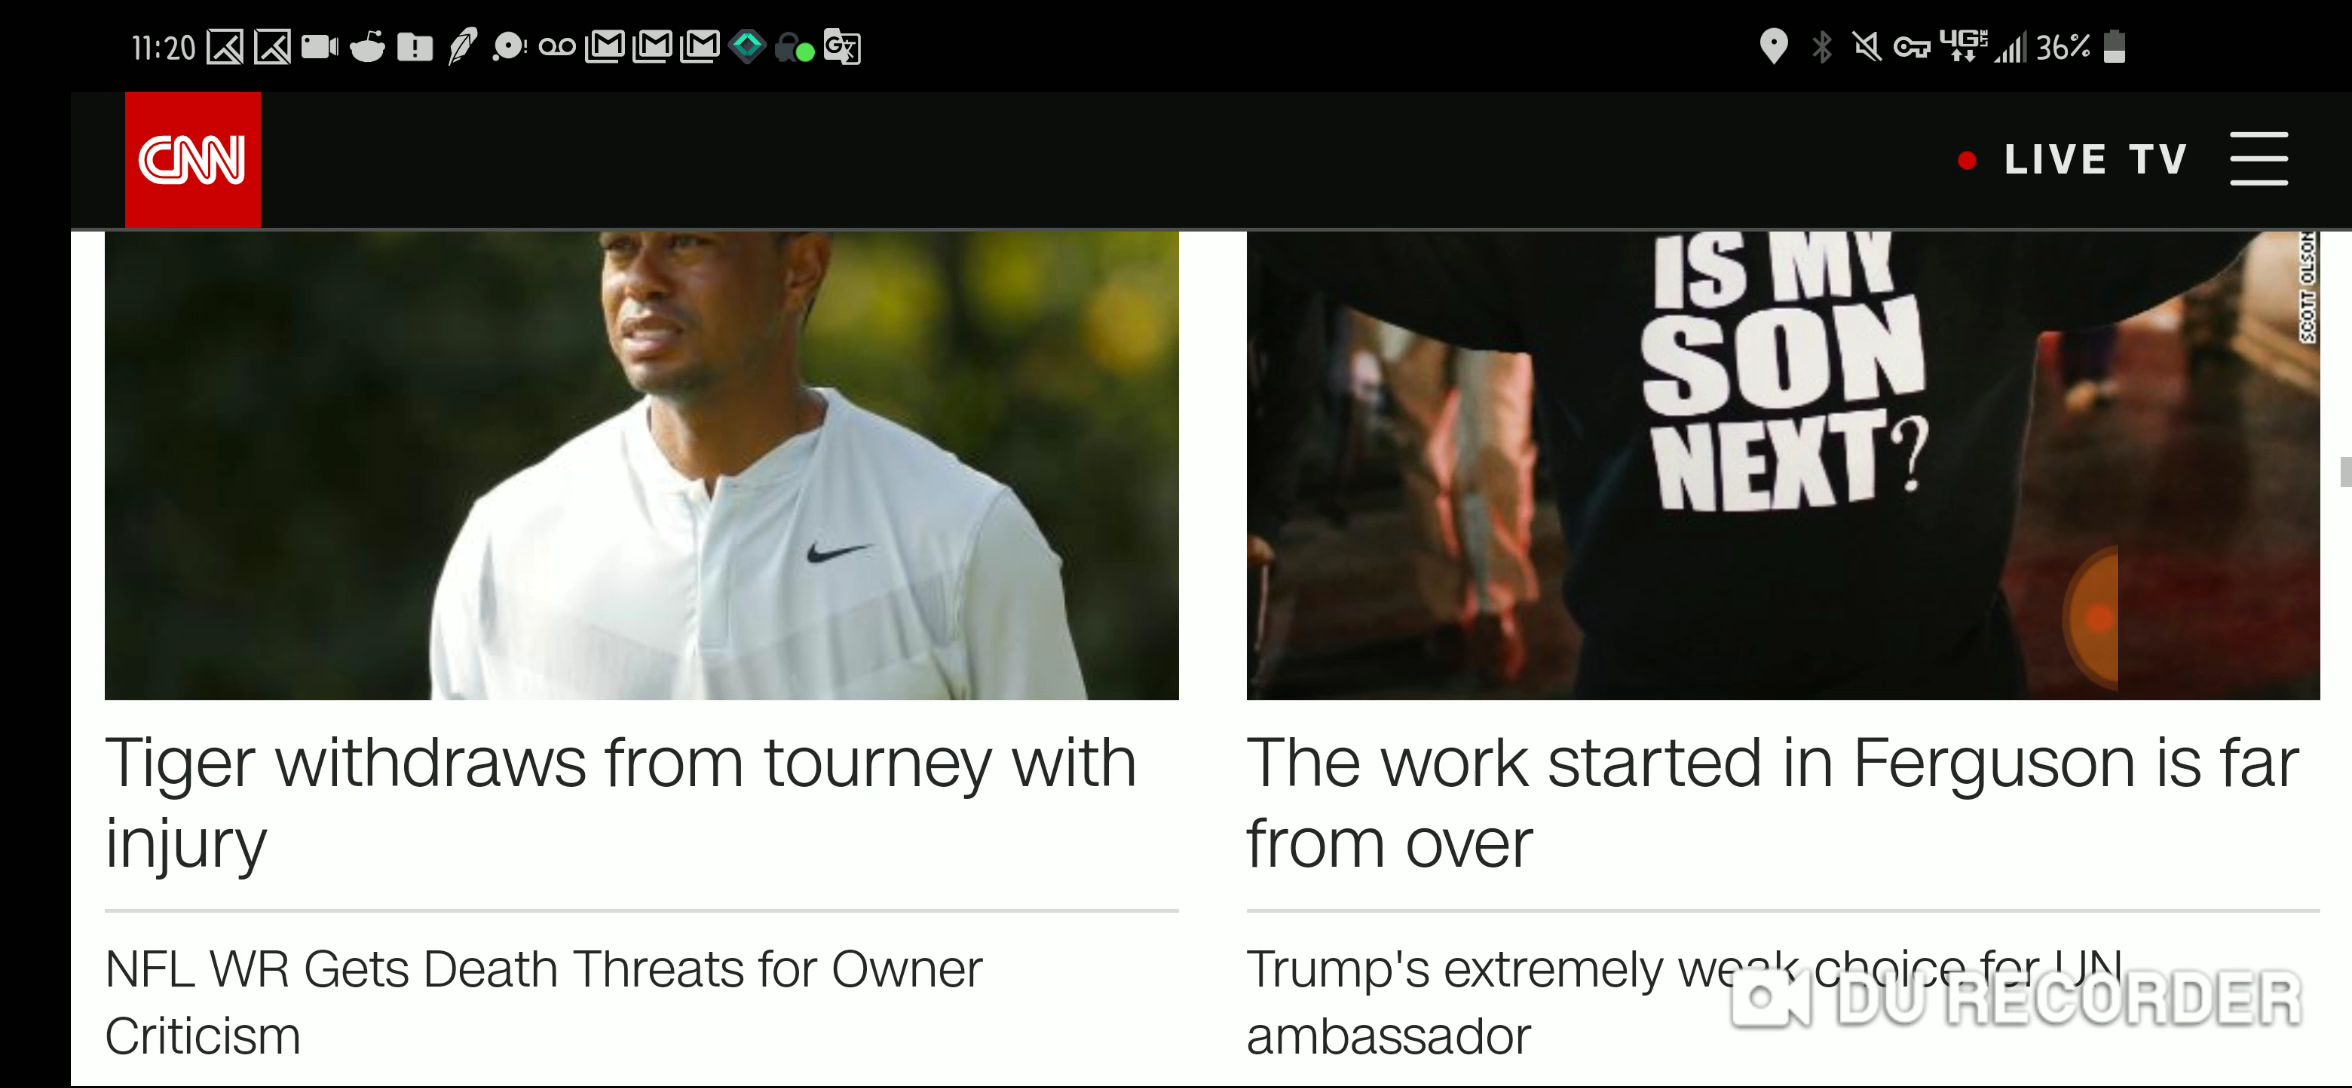 11:20
4G LTE 36%
CNN
LIVE TV
IS MY
SON
NEXT?
SCOTT OLSON
Tiger withdraws from tourney with
injury
The work started in Ferguson is far
from over
NFL WR Gets Death Threats for Owner
Criticism
Trump's extremely weak choice for UN
ambassador
DU RECORDER